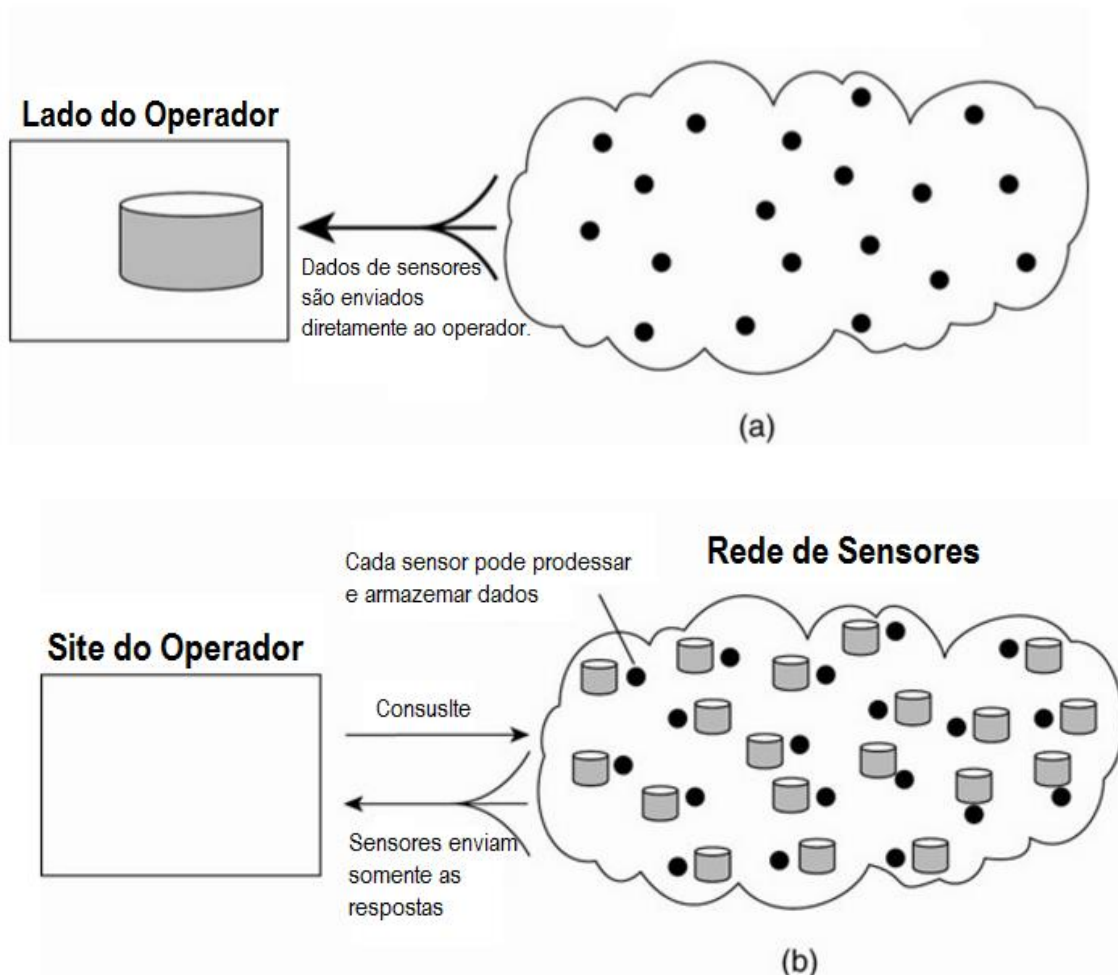 Lado do Operador
Dados de sensores
são enviados
diretamente ao operador.
(a)
Cada sensor pode prodessar
e armazemar dados
Rede de Sensores
Site do Operador
Consuslte
Sensores enviam
somente as
respostas
(b)